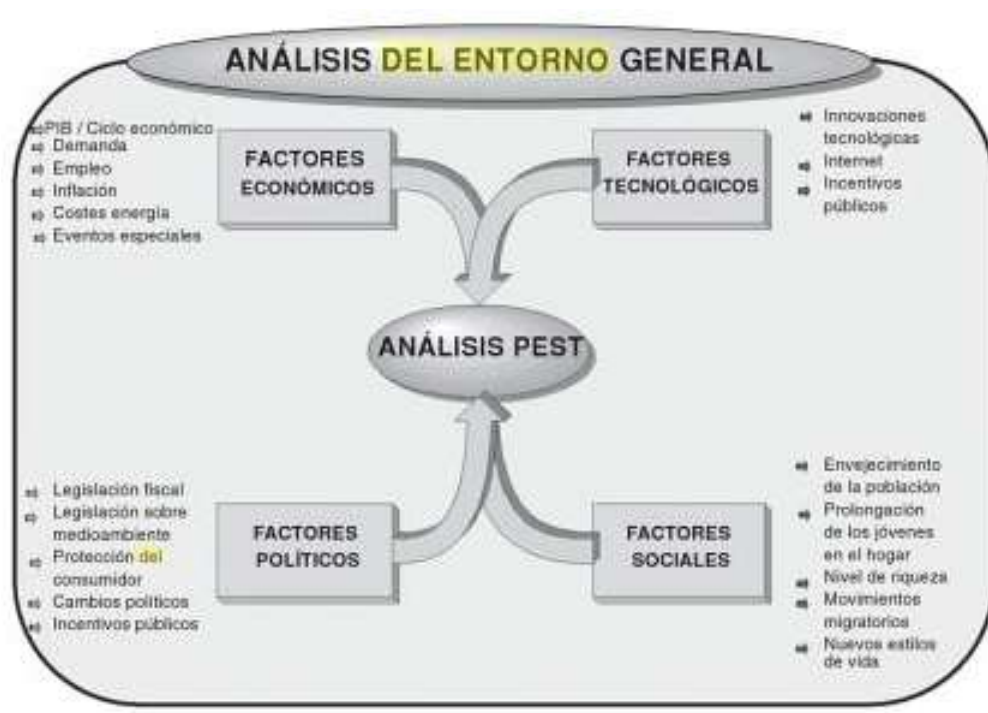 ANÁLISIS DEL ENTORNO GENERAL
PIB / Ciclo económico
Demanda
Empleo
Inflación
Costes energía
Eventos especiales
FACTORES
ECONÓMICOS
FACTORES
TECNOLÓGICOS
Innovaciones
tecnológicas
Internet
Incentivos
públicos
ANÁLISIS PEST
Legislación fiscal
Legislación sobre
medioambiente
Protección del
consumidor
Cambios políticos
Incentivos públicos
FACTORES
POLÍTICOS
FACTORES
SOCIALES
Envejecimiento
de la población
Prolongación
de los jóvenes
en el hogar
Nivel de riqueza
Movimientos
migratorios
Nuevos estilos
de vida